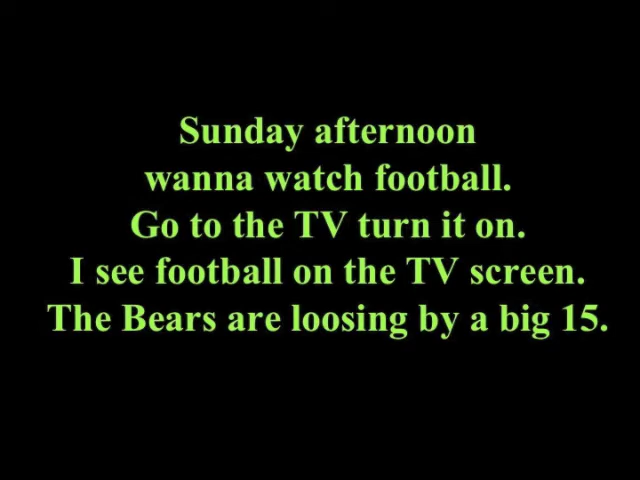 Sunday afternoon
wanna watch football.
Go to the TV turn it on.
I see football on the TV screen.
The Bears are loosing by a big 15.